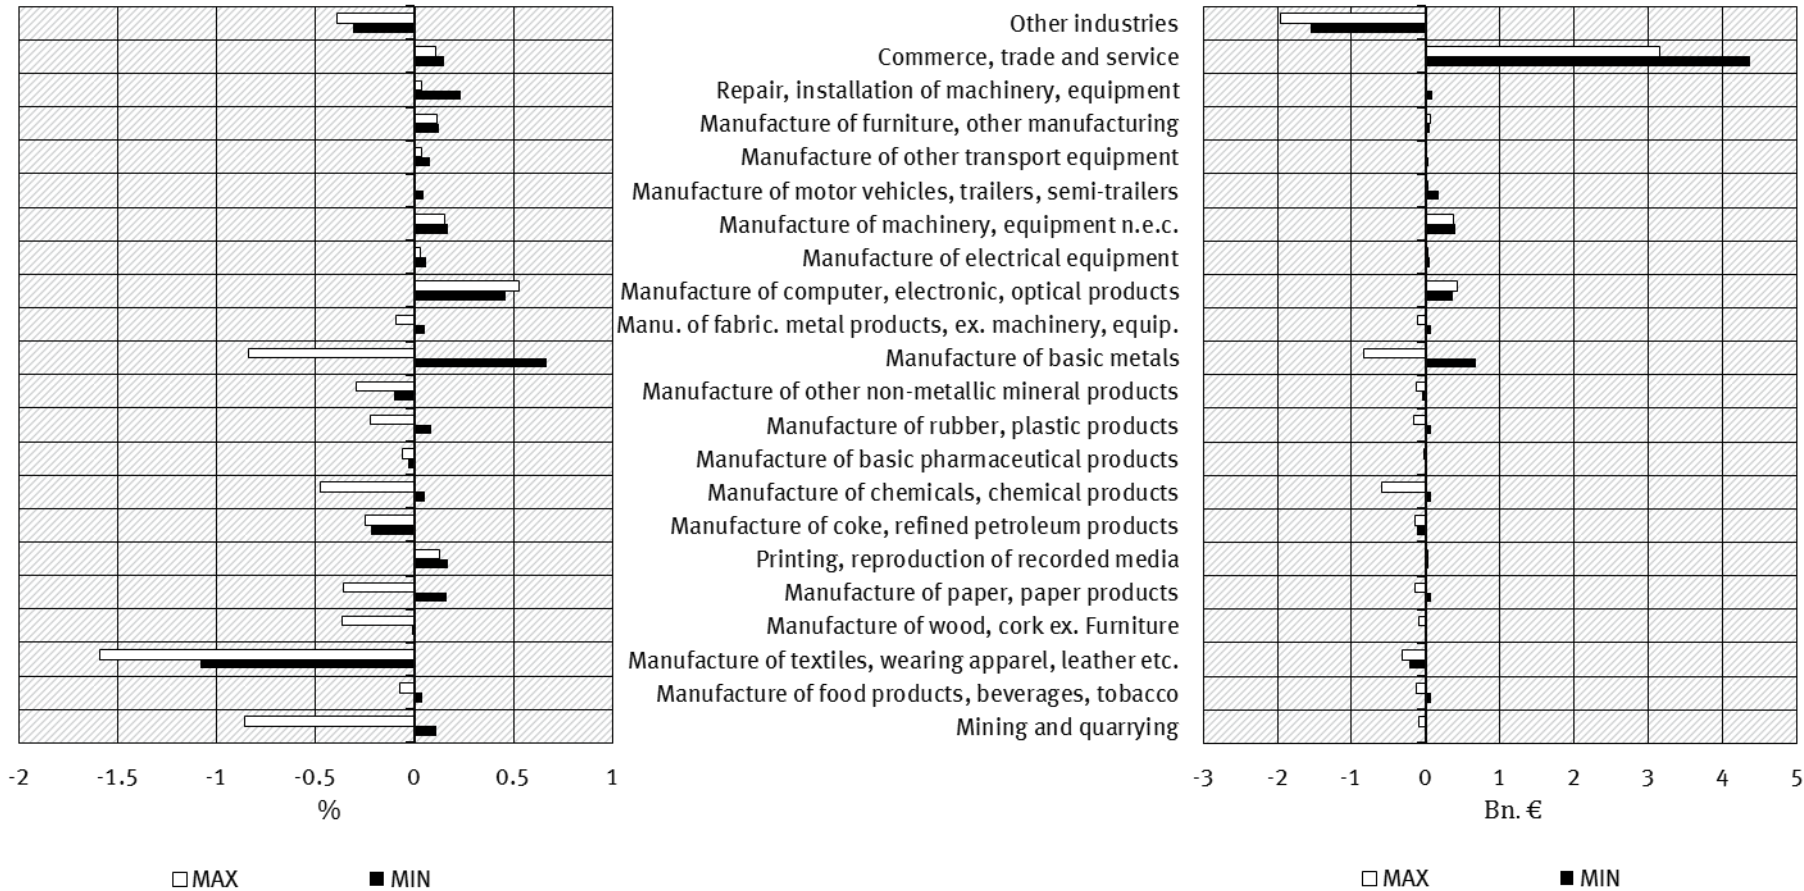 Other industries
Commerce, trade and service
Repair, installation of machinery, equipment
Manufacture of furniture, other manufacturing
Manufacture of other transport equipment
Manufacture of motor vehicles, trailers, semi-trailers
Manufacture of machinery, equipment n.e.c.
Manufacture of electrical equipment
Manufacture of computer, electronic, optical products
Manu. of fabric. metal products, ex. machinery, equip.
Manufacture of basic metals
Manufacture of other non-metallic mineral products
Manufacture of rubber, plastic products
Manufacture of basic pharmaceutical products
Manufacture of chemicals, chemical products
Manufacture of coke, refined petroleum products
Printing, reproduction of recorded media
Manufacture of paper, paper products
Manufacture of wood, cork ex. Furniture
Manufacture of textiles, wearing apparel, leather etc.
Manufacture of food products, beverages, tobacco
Mining and quarrying
-2 -1.5 -1 -0.5 0 0.5 1
%
MAX MIN
-3 -2 -1 0 1 2 3 4 5
Bn. €
MAX MIN